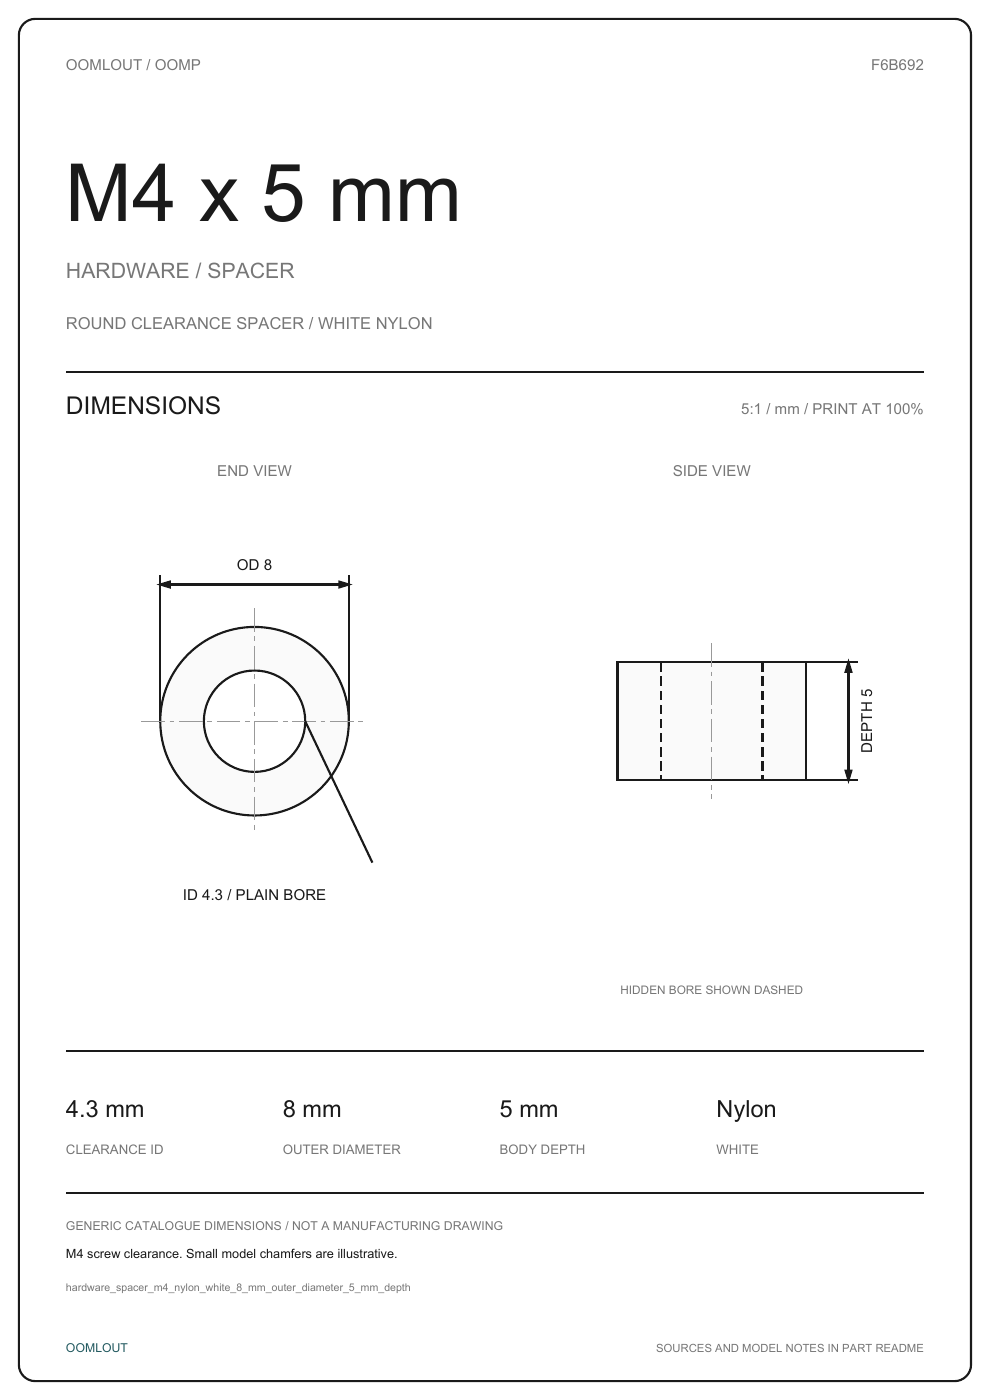 OOMLOUT / OOMP
F6B692
M4 x 5 mm
HARDWARE / SPACER
ROUND CLEARANCE SPACER / WHITE NYLON
DIMENSIONS
5:1 / mm / PRINT AT 100%
END VIEW
SIDE VIEW
OD 8
DEPTH 5
ID 4.3 / PLAIN BORE
HIDDEN BORE SHOWN DASHED
4.3 mm
8 mm
5 mm
Nylon
CLEARANCE ID
OUTER DIAMETER
BODY DEPTH
WHITE
GENERIC CATALOGUE DIMENSIONS / NOT A MANUFACTURING DRAWING
M4 screw clearance. Small model chamfers are illustrative.
hardware_spacer_m4_nylon_white_8_mm_outer_diameter_5_mm_depth
OOMLOUT
SOURCES AND MODEL NOTES IN PART README